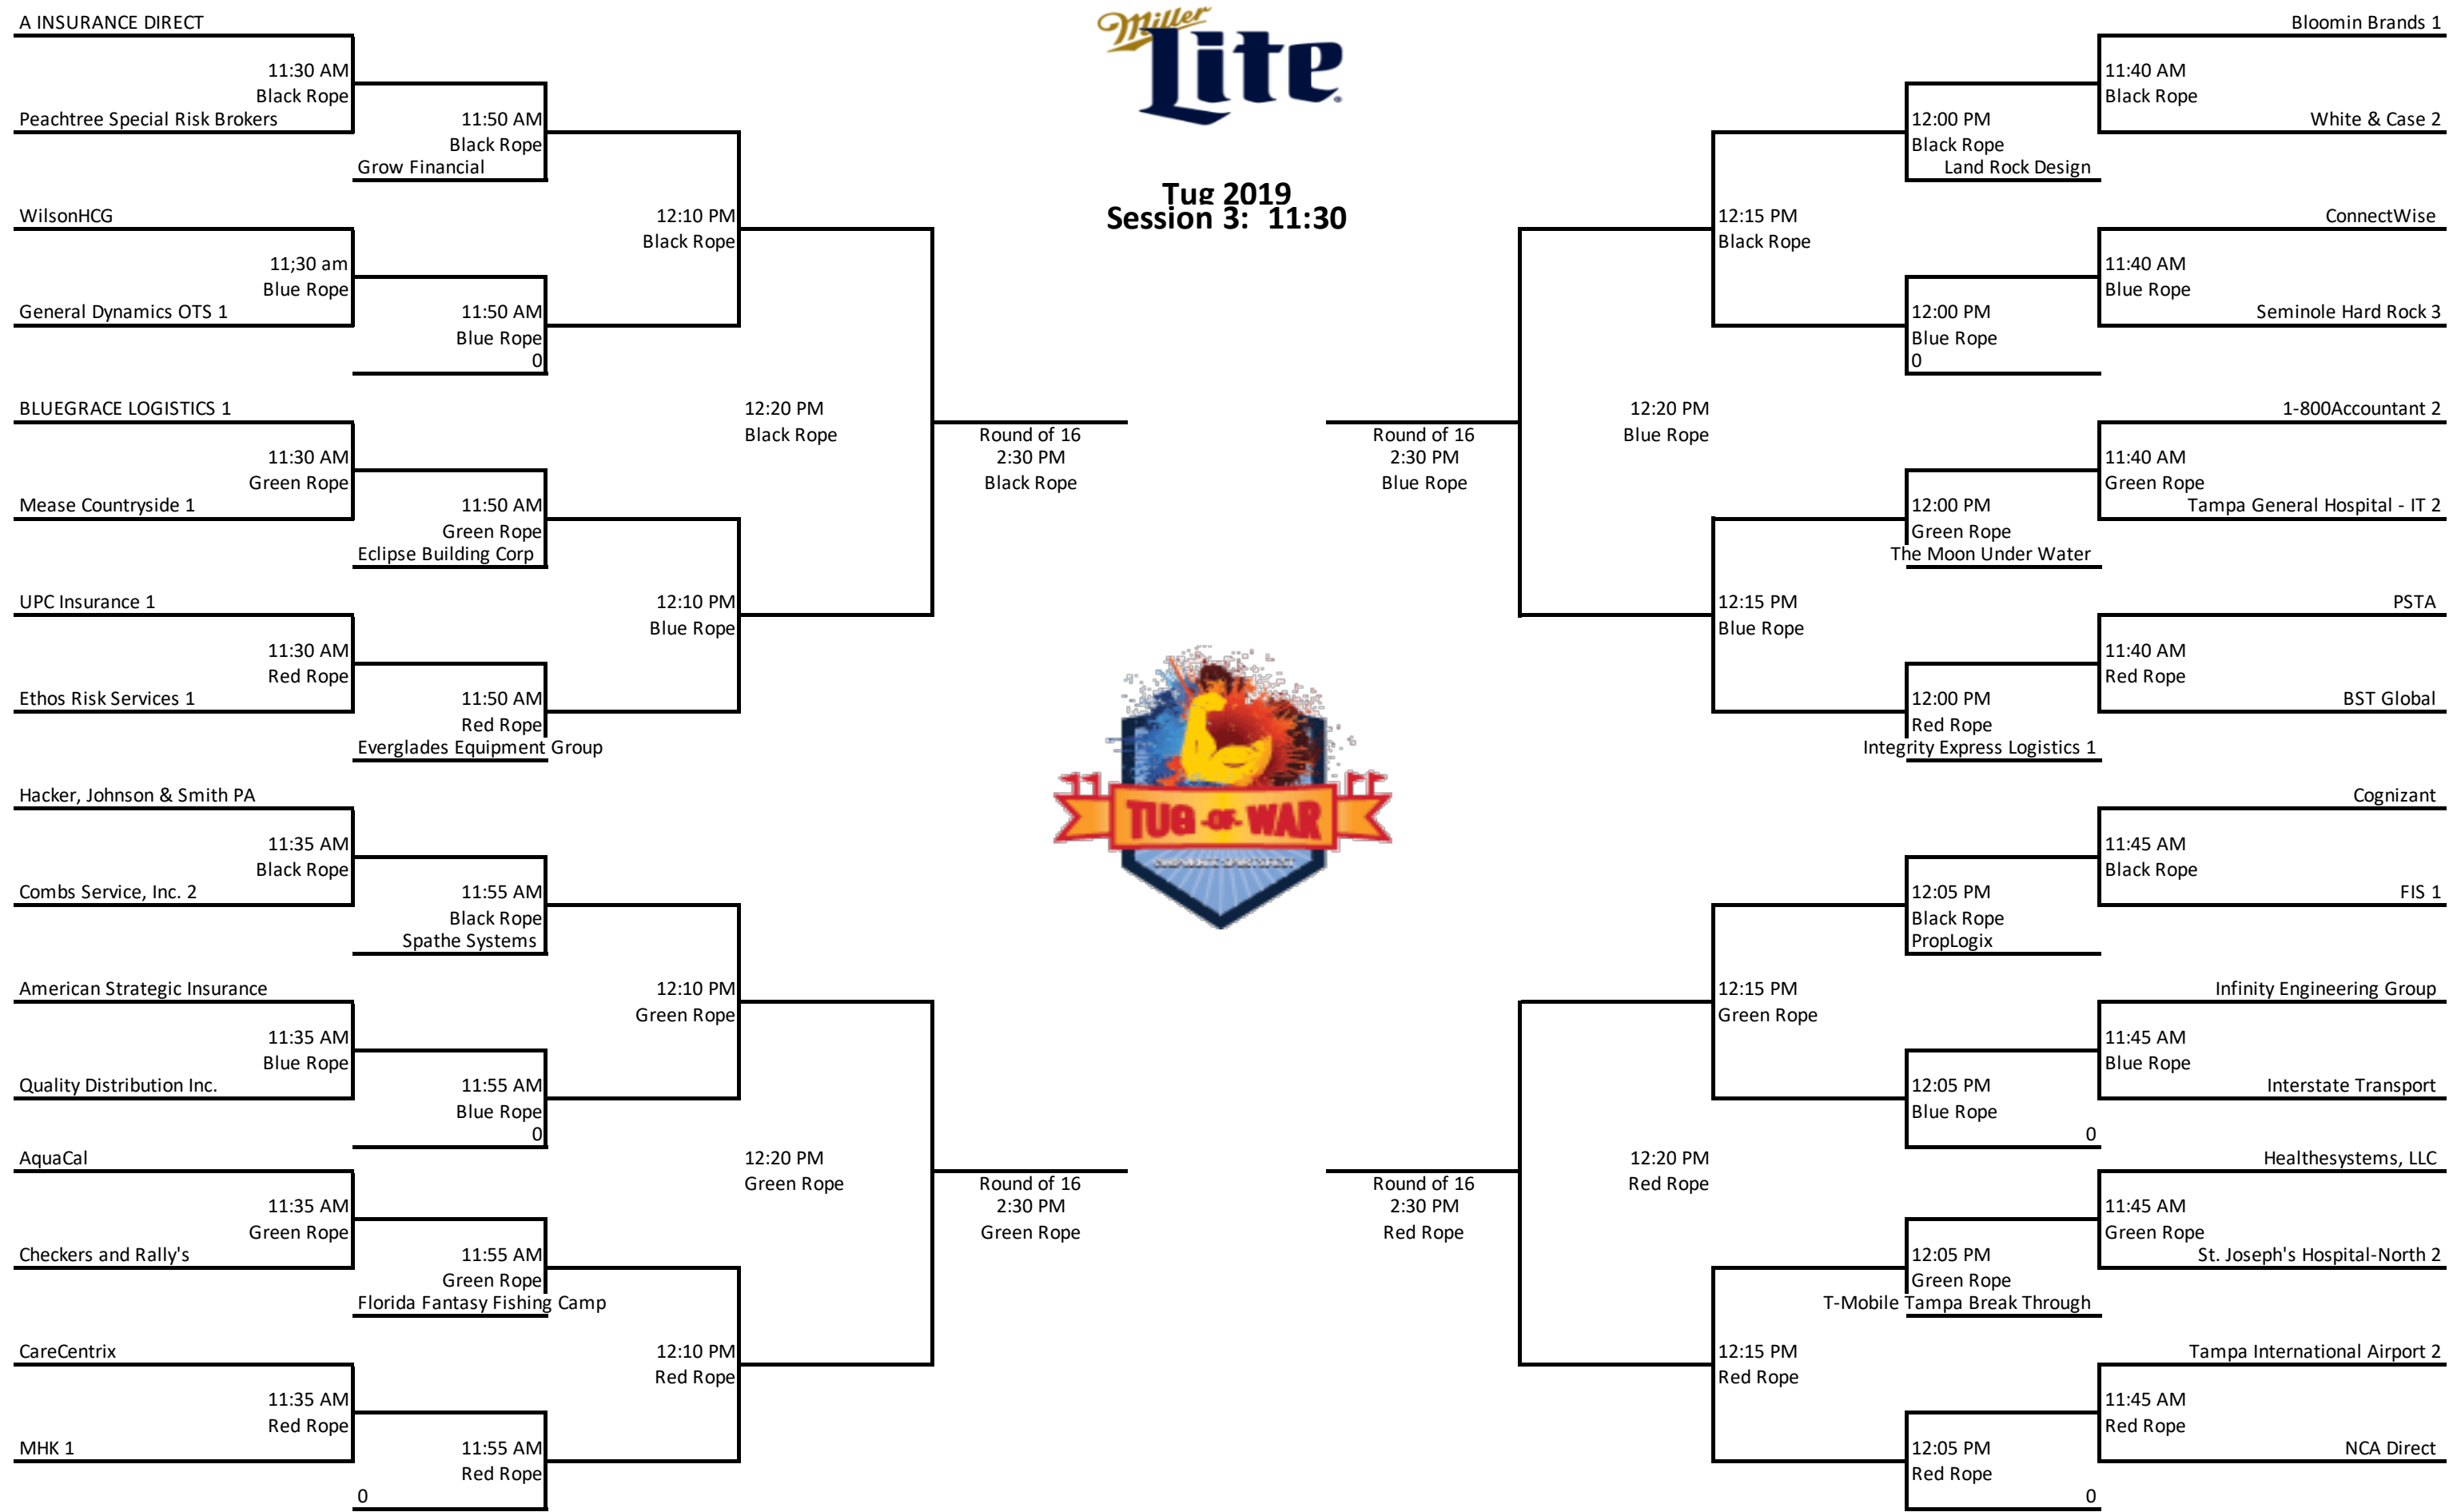 Miller
Lite
Tug 2019
Session 3: 11:30
A INSURANCE DIRECT
11:30 AM
Black Rope
Peachtree Special Risk Brokers
11:50 AM
Black Rope
Grow Financial
WilsonHCG
12:10 PM
Black Rope
11;30 am
Blue Rope
General Dynamics OTS 1
11:50 AM
Blue Rope
0
BLUEGRACE LOGISTICS 1
12:20 PM
Black Rope
Round of 16
2:30 PM
Black Rope
11:30 AM
Green Rope
Mease Countryside 1
11:50 AM
Green Rope
Eclipse Building Corp
UPC Insurance 1
12:10 PM
Blue Rope
11:30 AM
Red Rope
Ethos Risk Services 1
11:50 AM
Red Rope
Everglades Equipment Group
Hacker, Johnson & Smith PA
11:35 AM
Black Rope
Combs Service, Inc. 2
11:55 AM
Black Rope
Spathe Systems
American Strategic Insurance
12:10 PM
Green Rope
11:35 AM
Blue Rope
Quality Distribution Inc.
11:55 AM
Blue Rope
0
AquaCal
12:20 PM
Green Rope
Round of 16
2:30 PM
Green Rope
11:35 AM
Green Rope
Checkers and Rally's
11:55 AM
Green Rope
Florida Fantasy Fishing Camp
CareCentrix
12:10 PM
Red Rope
11:35 AM
Red Rope
MHK 1
11:55 AM
Red Rope
0
TUG -OF- WAR
Bloomin Brands 1
11:40 AM
Black Rope
White & Case 2
12:00 PM
Black Rope
Land Rock Design
ConnectWise
12:15 PM
Black Rope
11:40 AM
Blue Rope
Seminole Hard Rock 3
12:00 PM
Blue Rope
0
1-800Accountant 2
12:20 PM
Blue Rope
Round of 16
2:30 PM
Blue Rope
11:40 AM
Green Rope
Tampa General Hospital - IT 2
12:00 PM
Green Rope
The Moon Under Water
PSTA
12:15 PM
Blue Rope
11:40 AM
Red Rope
BST Global
12:00 PM
Red Rope
Integrity Express Logistics 1
Cognizant
11:45 AM
Black Rope
FIS 1
12:05 PM
Black Rope
PropLogix
Infinity Engineering Group
12:15 PM
Green Rope
11:45 AM
Blue Rope
Interstate Transport
12:05 PM
Blue Rope
0
Healthesystems, LLC
12:20 PM
Red Rope
Round of 16
2:30 PM
Red Rope
11:45 AM
Green Rope
St. Joseph's Hospital-North 2
12:05 PM
Green Rope
T-Mobile Tampa Break Through
Tampa International Airport 2
12:15 PM
Red Rope
11:45 AM
Red Rope
NCA Direct
12:05 PM
Red Rope
0